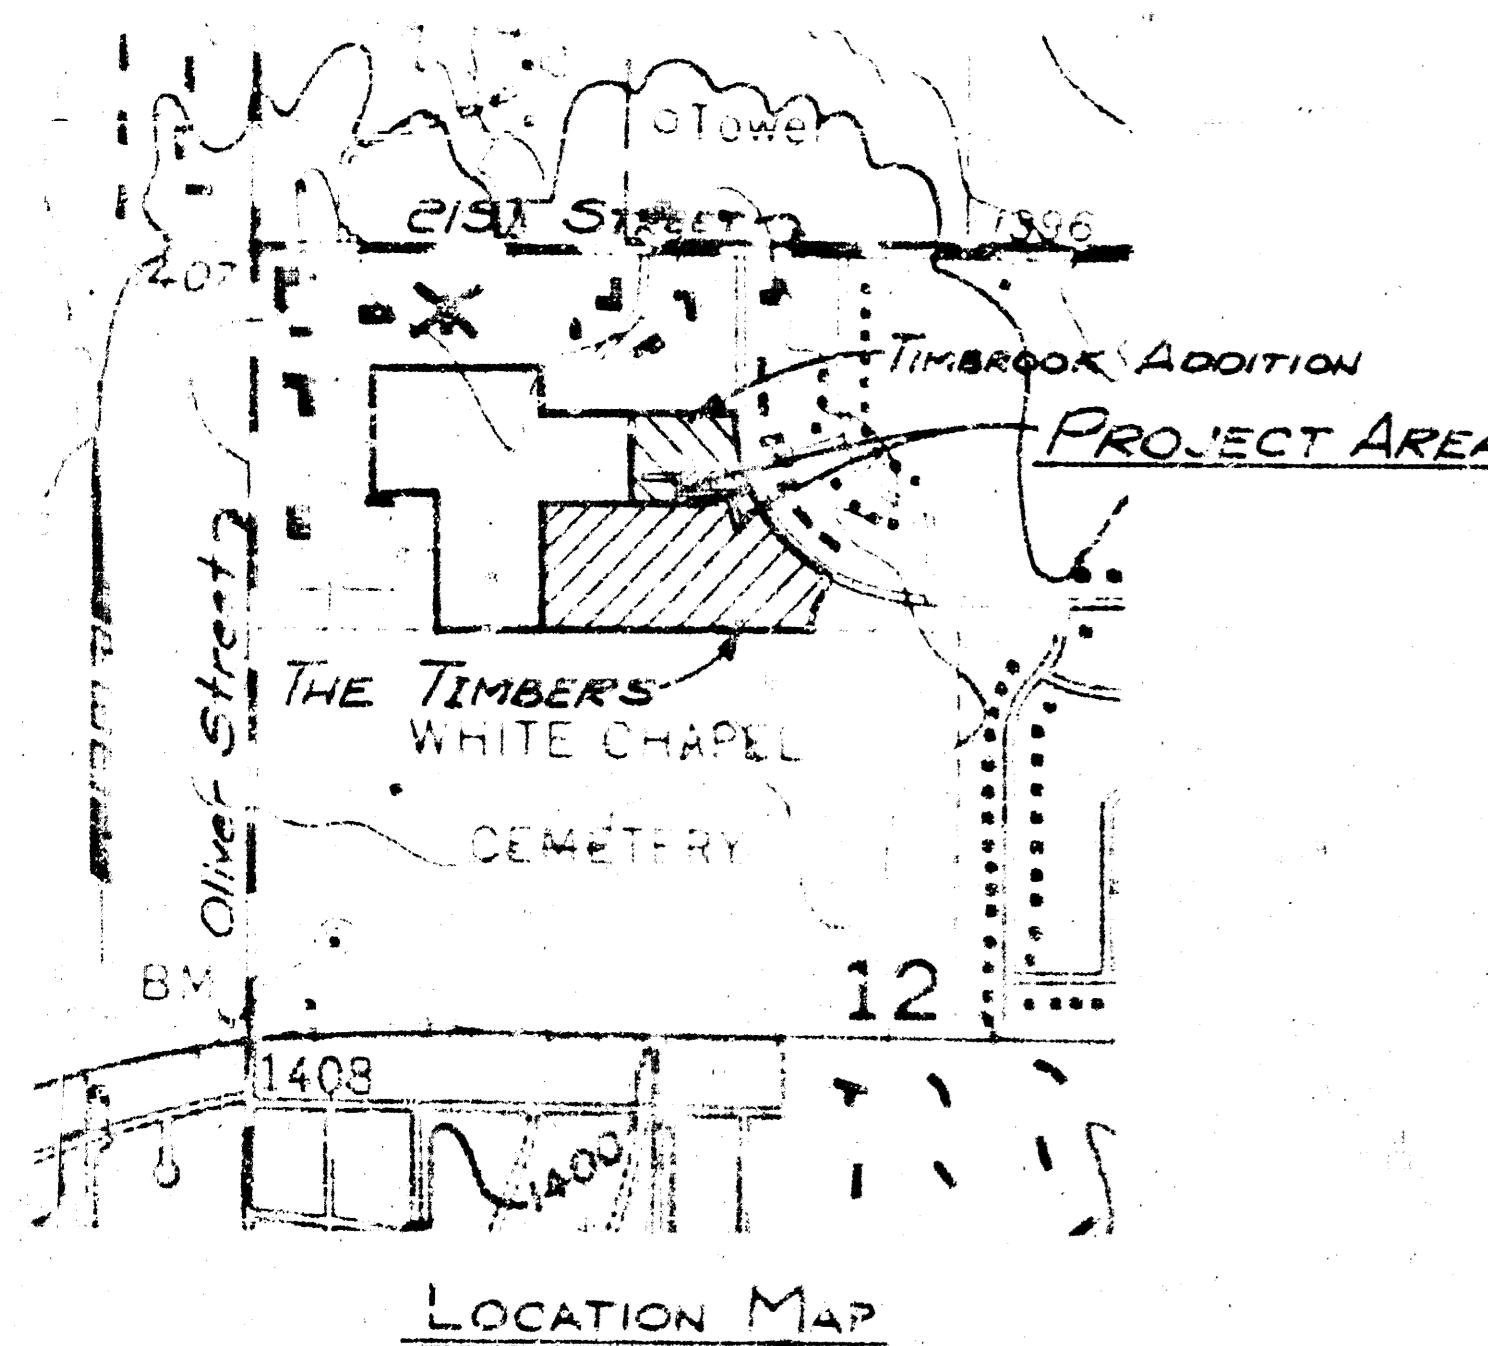 Tower
21ST STREET
1396
407
TIMBROOK ADDITION
PROJECT AREA
Oliver Street
THE TIMBERS
WHITE CHAPEL
CEMETERY
BM
12
1408
1400
LOCATION MAP